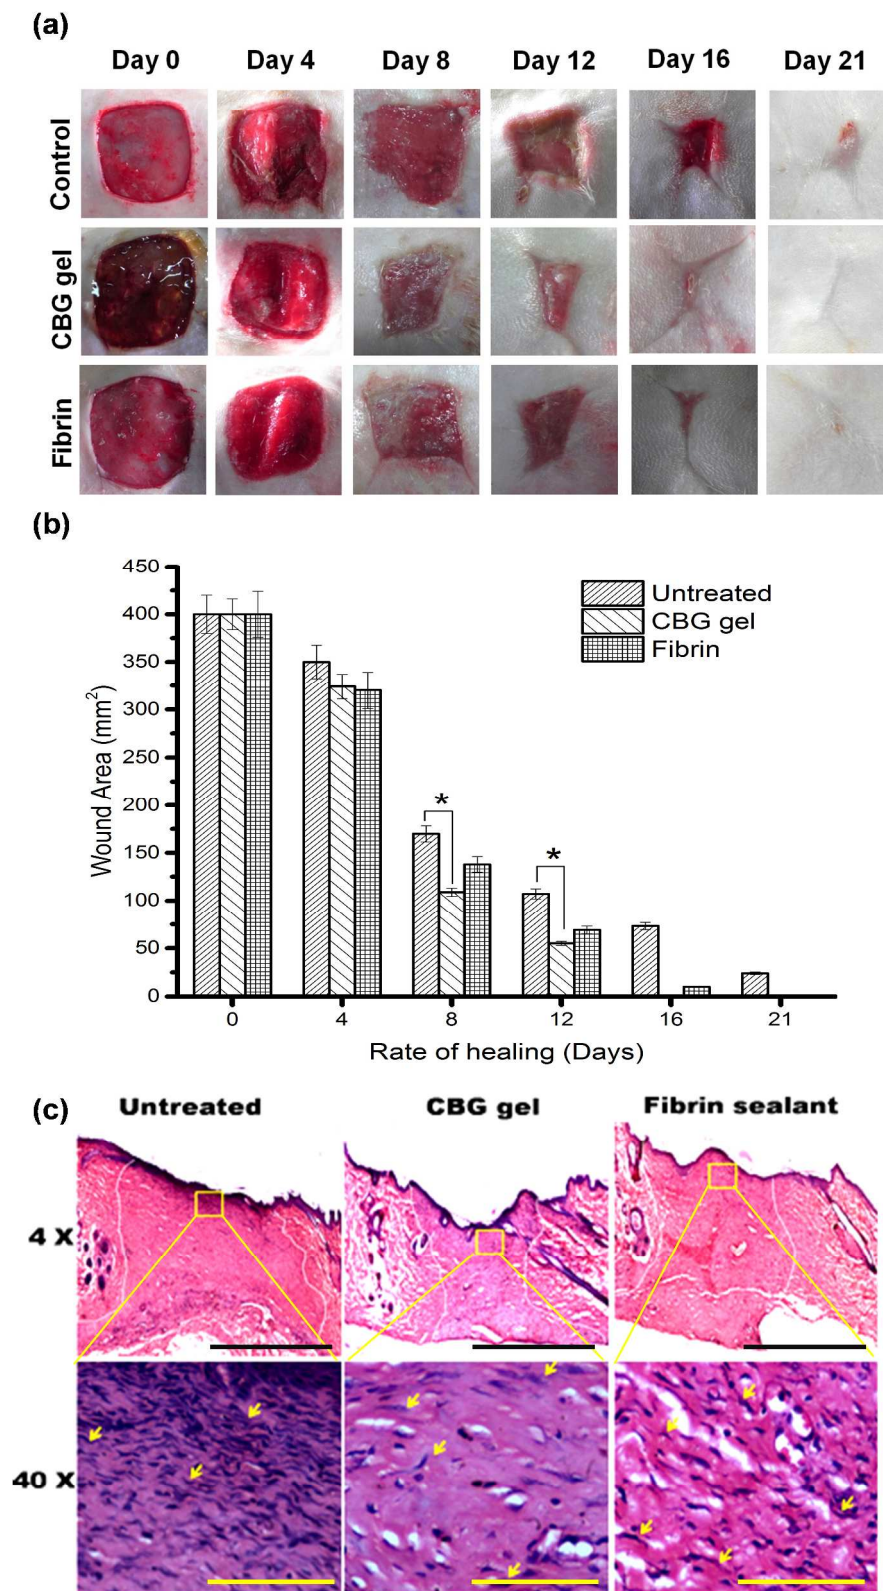 (a)
Day 0 Day 4 Day 8 Day 12 Day 16 Day 21
Control
CBG gel
Fibrin
(b)
450
400
350
300
250
200
150
100
50
0
Wound Area (mm²)
Untreated
CBG gel
Fibrin
*
*
0 4 8 12 16 21
Rate of healing (Days)
(c)
Untreated CBG gel Fibrin sealant
4 X
40 X